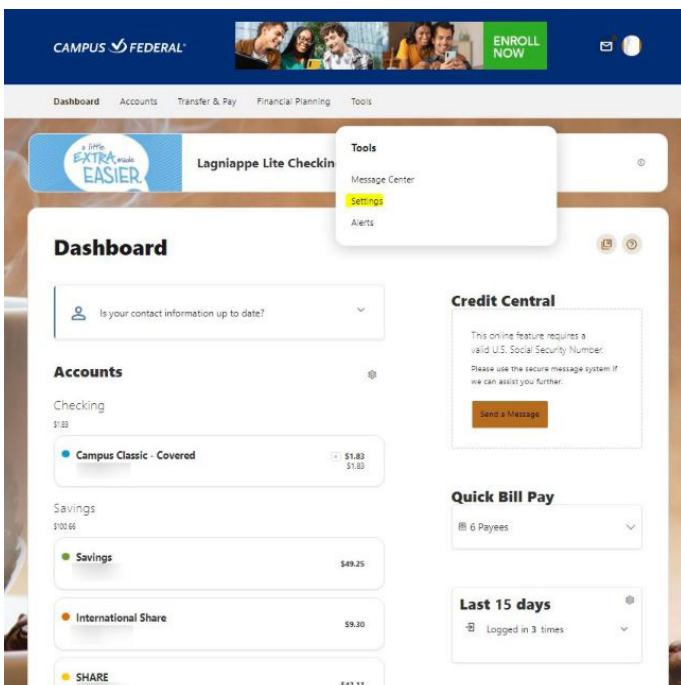 CAMPUS FEDERAL
ENROLL
NOW
Dashboard Accounts Transfer & Pay Financial Planning Tools
a little
EXTRA made
EASIER
Lagniappe Lite Checkin
Tools
Message Center
Settings
Alerts
Dashboard
Is your contact information up to date?
Accounts
Checking
$1.83
Campus Classic - Covered
$1.83
$1.83
Savings
$100.66
Savings
$49.25
International Share
$9.30
SHARE
$42.11
Credit Central
This online feature requires a
valid U.S. Social Security Number.
Please use the secure message system if
we can assist you further.
Send a Message
Quick Bill Pay
6 Payees
Last 15 days
Logged in 3 times